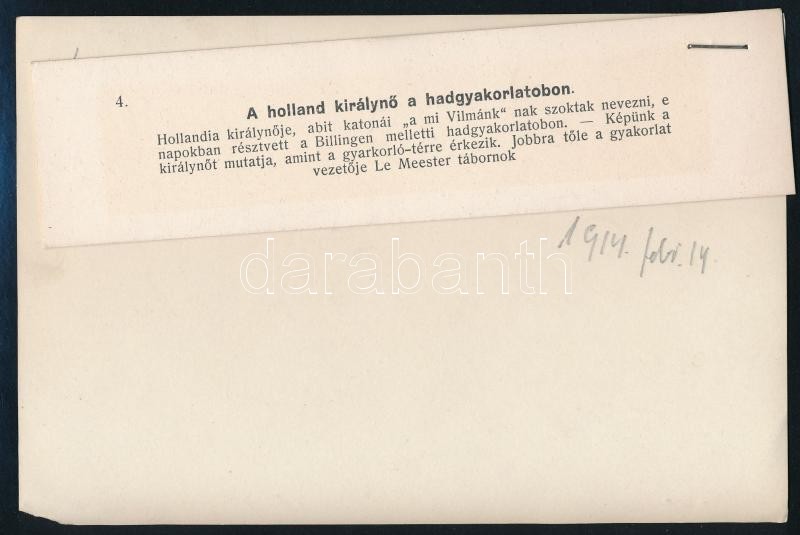 4.
A holland királynő a hadgyakorlatobon.
Hollandia királynője, abit katonái „a mi Vilmánk“ nak szoktak nevezni, e
napokban résztvett a Billingen melletti hadgyakorlatobon. — Képünk a
királynőt mutatja, amint a gyarkorló-térre érkezik. Jobbra tőle a gyakorlat
vezetője Le Meester tábornok
1914. febr. 14.
darabanth